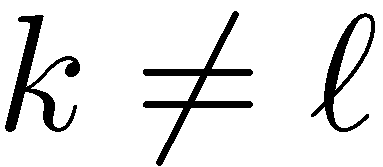 k ≠ ℓ